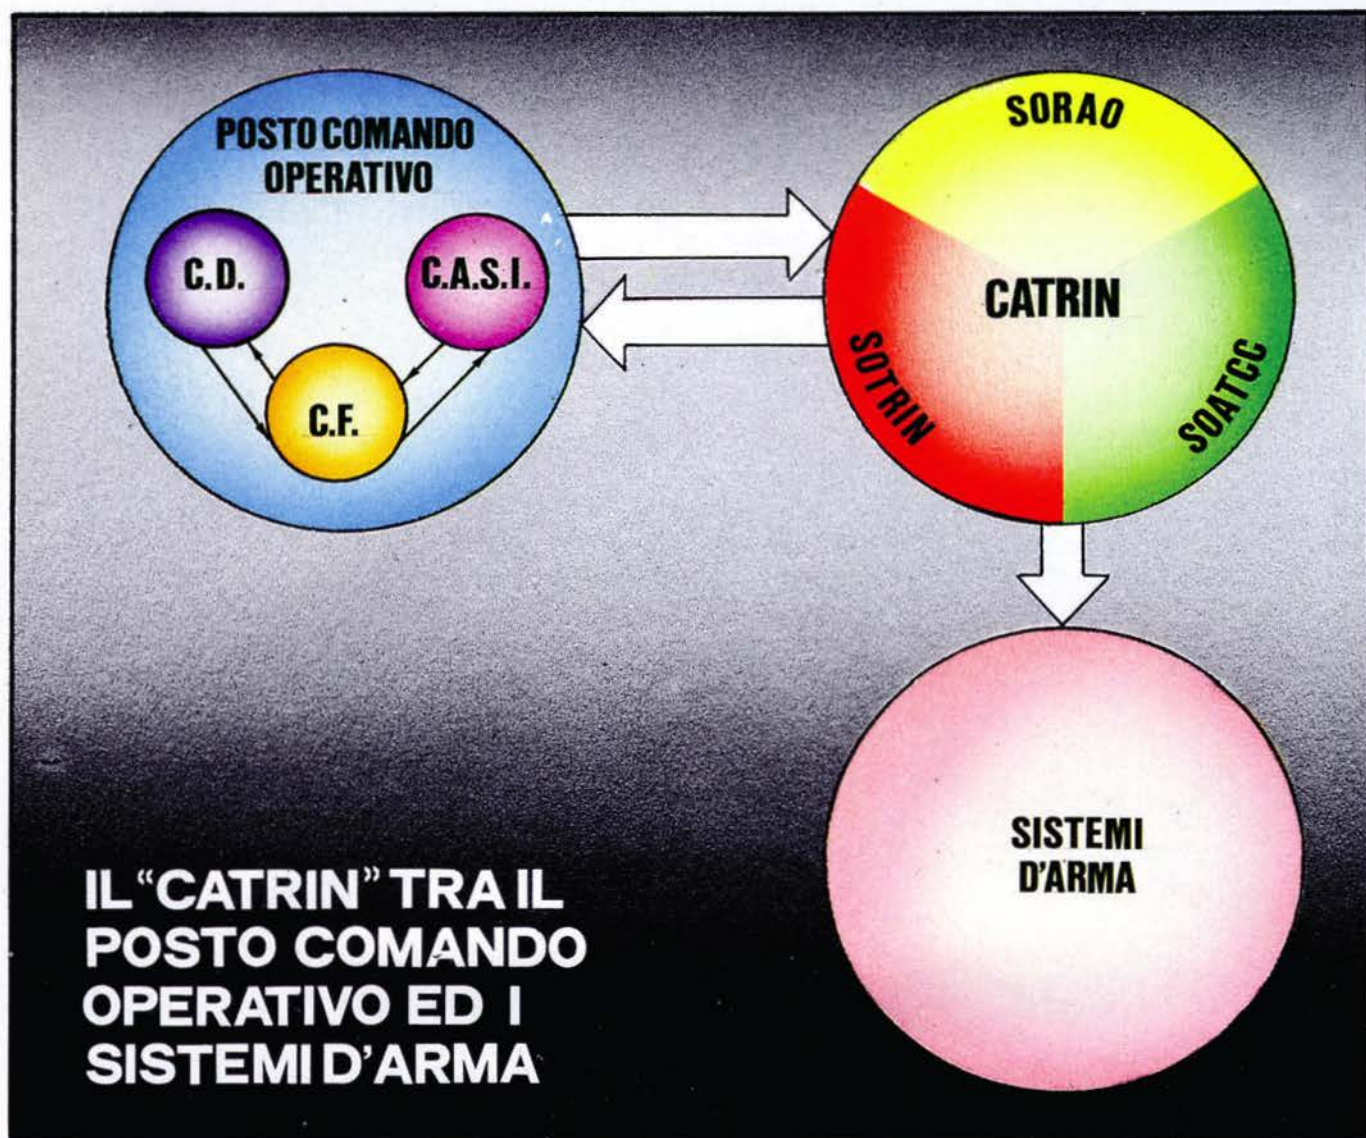 POSTO COMANDO
OPERATIVO
C.D.
C.A.S.I.
C.F.
SORAO
CATRIN
SOTRIN
SOATCC
SISTEMI
D'ARMA
IL “CATRIN” TRA IL
POSTO COMANDO
OPERATIVO ED I
SISTEMI D'ARMA